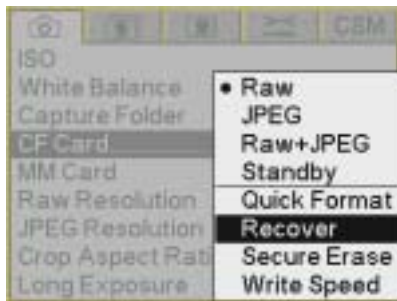 CSM
ISO
White Balance
Capture Folder
CF Card
MM Card
Raw Resolution
JPEG Resolution
Crop Aspect Rati
Long Exposure
• Raw
JPEG
Raw+JPEG
Standby
Quick Format
Recover
Secure Erase
Write Speed